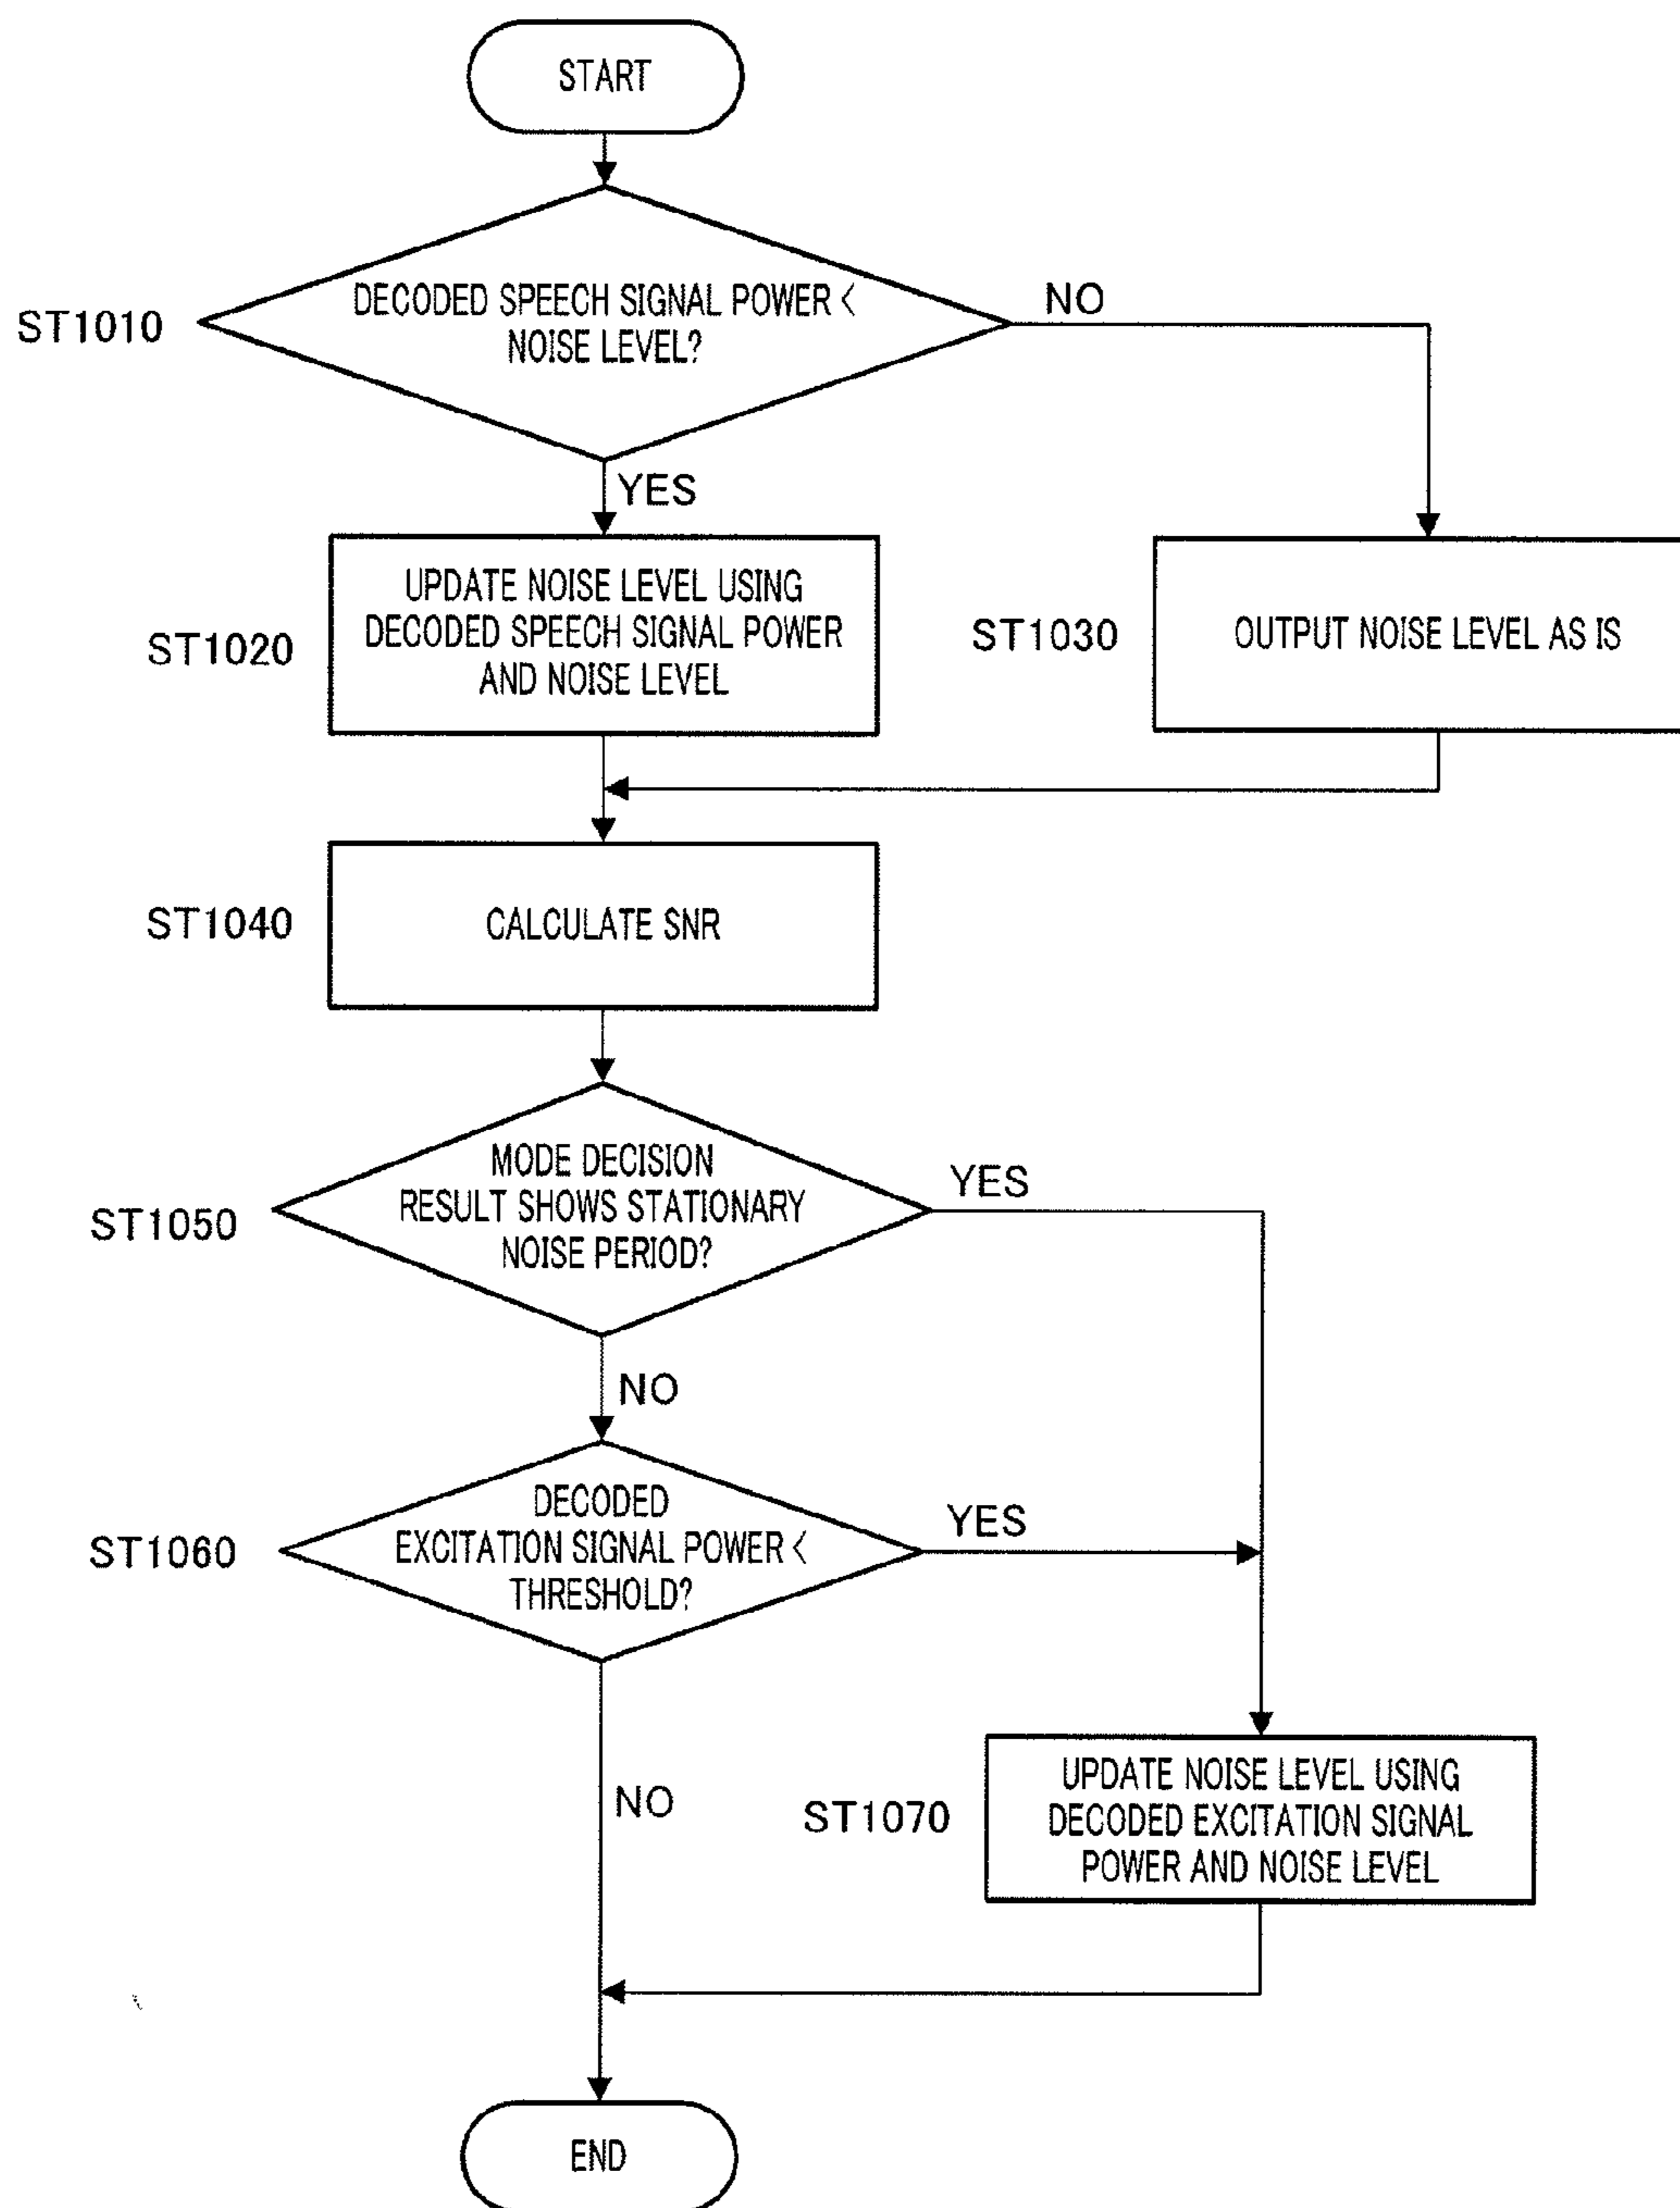 START
DECODED SPEECH SIGNAL POWER <
NOISE LEVEL?
ST1010
NO
YES
UPDATE NOISE LEVEL USING
DECODED SPEECH SIGNAL POWER
AND NOISE LEVEL
ST1020
ST1030
OUTPUT NOISE LEVEL AS IS
ST1040
CALCULATE SNR
MODE DECISION
RESULT SHOWS STATIONARY
NOISE PERIOD?
ST1050
YES
NO
DECODED
EXCITATION SIGNAL POWER <
THRESHOLD?
ST1060
YES
NO
ST1070
UPDATE NOISE LEVEL USING
DECODED EXCITATION SIGNAL
POWER AND NOISE LEVEL
END